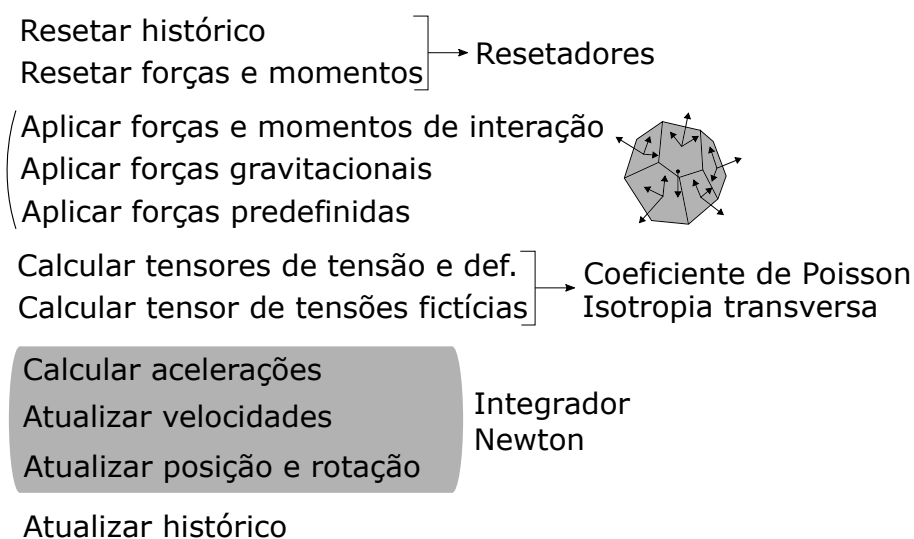 Resetar histórico
Resetar forças e momentos
Resetadores
Aplicar forças e momentos de interação
Aplicar forças gravitacionais
Aplicar forças predefinidas
Calcular tensores de tensão e def.
Calcular tensor de tensões fictícias
Coeficiente de Poisson
Isotropia transversa
Calcular acelerações
Atualizar velocidades
Atualizar posição e rotação
Integrador
Newton
Atualizar histórico